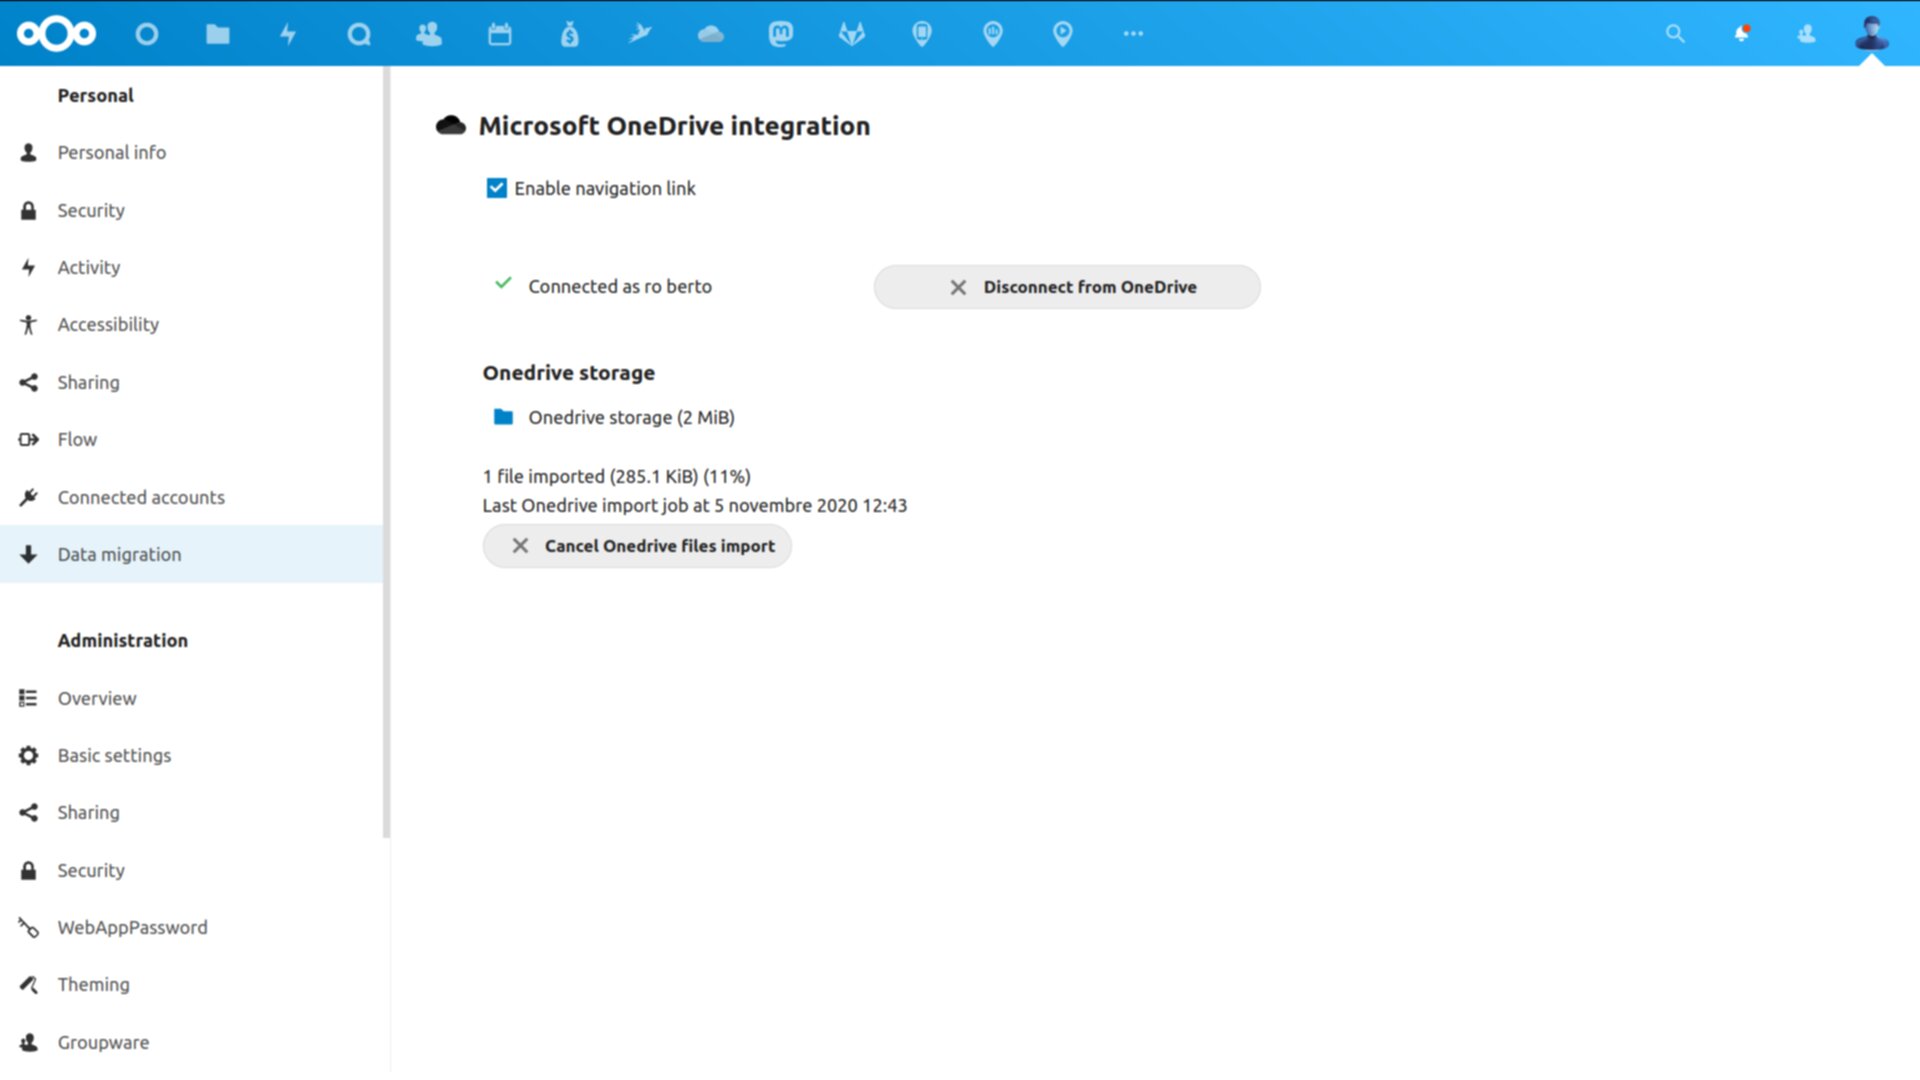 Personal
Personal info
Security
Activity
Accessibility
Sharing
Flow
Connected accounts
Data migration
Administration
Overview
Basic settings
Sharing
Security
WebAppPassword
Theming
Groupware
Microsoft OneDrive integration
Enable navigation link
Connected as ro berto
Disconnect from OneDrive
Onedrive storage
Onedrive storage (2 MiB)
1 file imported (285.1 KiB) (11%)
Last Onedrive import job at 5 novembre 2020 12:43
Cancel Onedrive files import